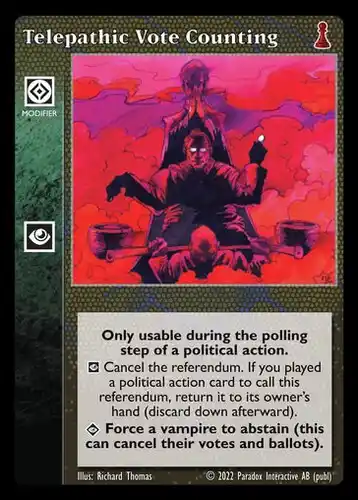 Telepathic Vote Counting
MODIFIER
Only usable during the polling
step of a political action.
Cancel the referendum. If you played
a political action card to call this
referendum, return it to its owner's
hand (discard down afterward).
Force a vampire to abstain (this
can cancel their votes and ballots).
Illus: Richard Thomas © 2022 Paradox Interactive AB (publ)